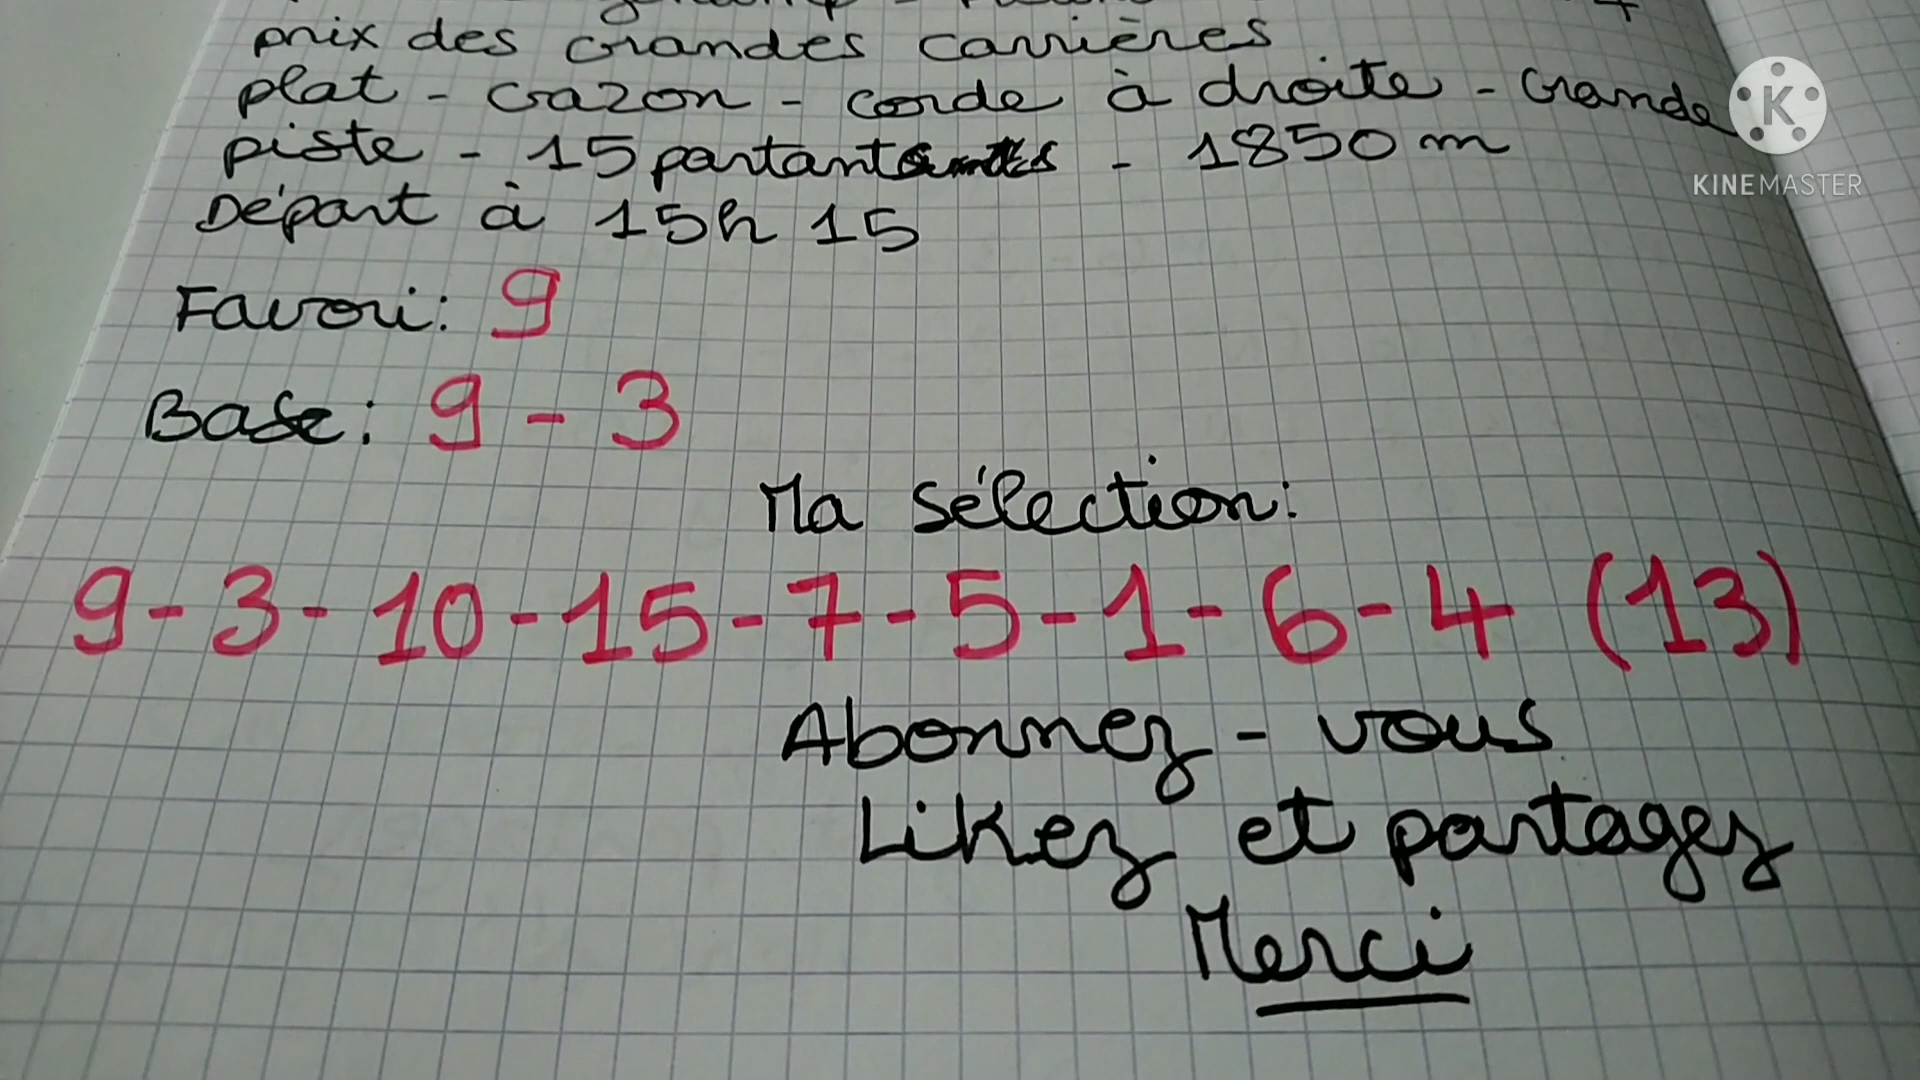 prix des Grandes Carrières
plat - Gazon - corde à droite - Grande
piste - 15 partants - 1850 m
Départ à 15h 15
Favori: 9
Base: 9 - 3
Ma sélection:
9 - 3 - 10 - 15 - 7 - 5 - 1 - 6 - 4 (13)
Abonnez - vous
Likez et partagez
Merci
K
KINEMASTER